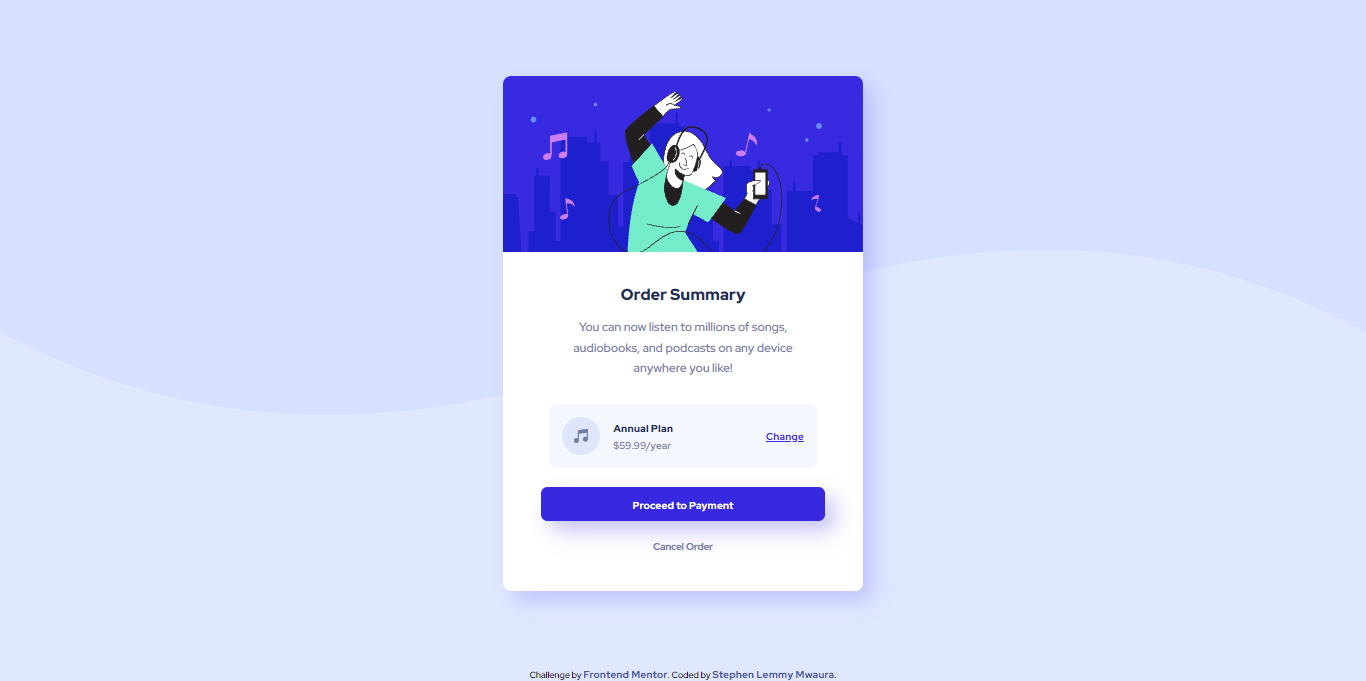 Order Summary
You can now listen to millions of songs,
audiobooks, and podcasts on any device
anywhere you like!
Annual Plan
$59.99/year
Change
Proceed to Payment
Cancel Order
Challenge by Frontend Mentor. Coded by Stephen Lemmy Mwaura.